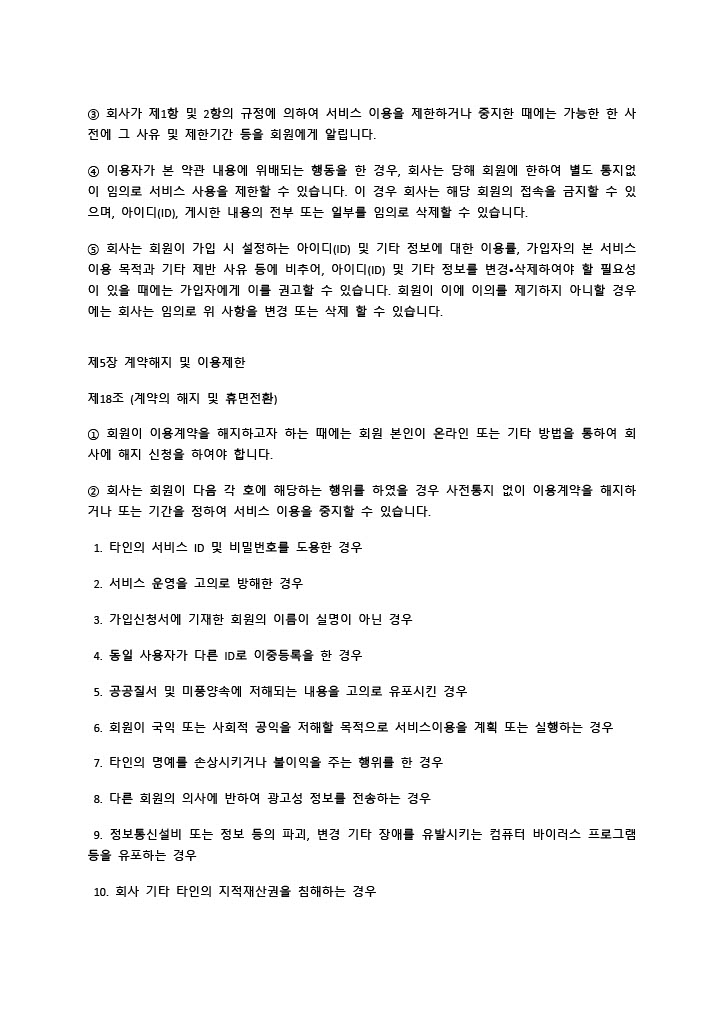 ③ 회사가 제1항 및 2항의 규정에 의하여 서비스 이용을 제한하거나 중지한 때에는 가능한 한 사
전에 그 사유 및 제한기간 등을 회원에게 알립니다.
④ 이용자가 본 약관 내용에 위배되는 행동을 한 경우, 회사는 당해 회원에 한하여 별도 통지없
이 임의로 서비스 사용을 제한할 수 있습니다. 이 경우 회사는 해당 회원의 접속을 금지할 수 있
으며, 아이디(ID), 게시한 내용의 전부 또는 일부를 임의로 삭제할 수 있습니다.
⑤ 회사는 회원이 가입 시 설정하는 아이디(ID) 및 기타 정보에 대한 이용률, 가입자의 본 서비스
이용 목적과 기타 제반 사유 등에 비추어, 아이디(ID) 및 기타 정보를 변경•삭제하여야 할 필요성
이 있을 때에는 가입자에게 이를 권고할 수 있습니다. 회원이 이에 이의를 제기하지 아니할 경우
에는 회사는 임의로 위 사항을 변경 또는 삭제 할 수 있습니다.
제5장 계약해지 및 이용제한
제18조 (계약의 해지 및 휴면전환)
① 회원이 이용계약을 해지하고자 하는 때에는 회원 본인이 온라인 또는 기타 방법을 통하여 회
사에 해지 신청을 하여야 합니다.
② 회사는 회원이 다음 각 호에 해당하는 행위를 하였을 경우 사전통지 없이 이용계약을 해지하
거나 또는 기간을 정하여 서비스 이용을 중지할 수 있습니다.
1. 타인의 서비스 ID 및 비밀번호를 도용한 경우
2. 서비스 운영을 고의로 방해한 경우
3. 가입신청서에 기재한 회원의 이름이 실명이 아닌 경우
4. 동일 사용자가 다른 ID로 이중등록을 한 경우
5. 공공질서 및 미풍양속에 저해되는 내용을 고의로 유포시킨 경우
6. 회원이 국익 또는 사회적 공익을 저해할 목적으로 서비스이용을 계획 또는 실행하는 경우
7. 타인의 명예를 손상시키거나 불이익을 주는 행위를 한 경우
8. 다른 회원의 의사에 반하여 광고성 정보를 전송하는 경우
9. 정보통신설비 또는 정보 등의 파괴, 변경 기타 장애를 유발시키는 컴퓨터 바이러스 프로그램
등을 유포하는 경우
10. 회사 기타 타인의 지적재산권을 침해하는 경우